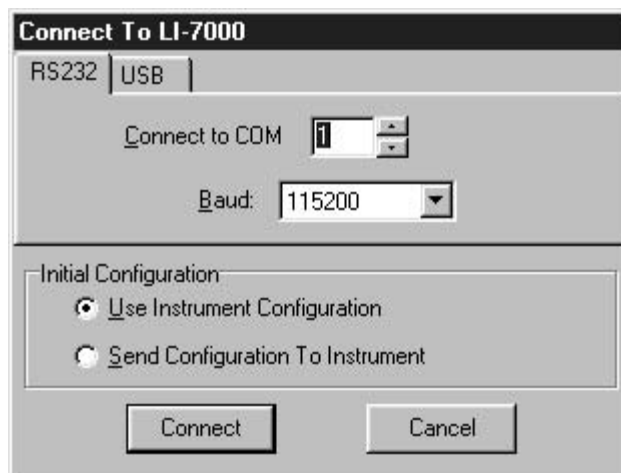 Connect To LI-7000
RS232 USB
Connect to COM 1
Baud: 115200
Initial Configuration
Use Instrument Configuration
Send Configuration To Instrument
Connect Cancel